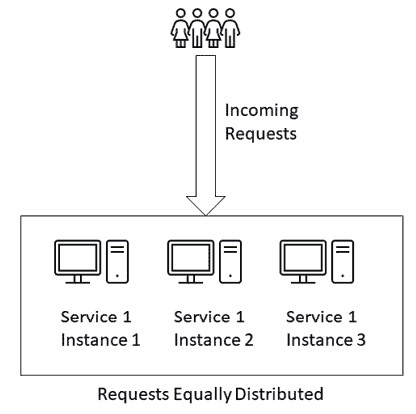 Incoming
Requests
Service 1 Service 1 Service 1
Instance 1 Instance 2 Instance 3
Requests Equally Distributed